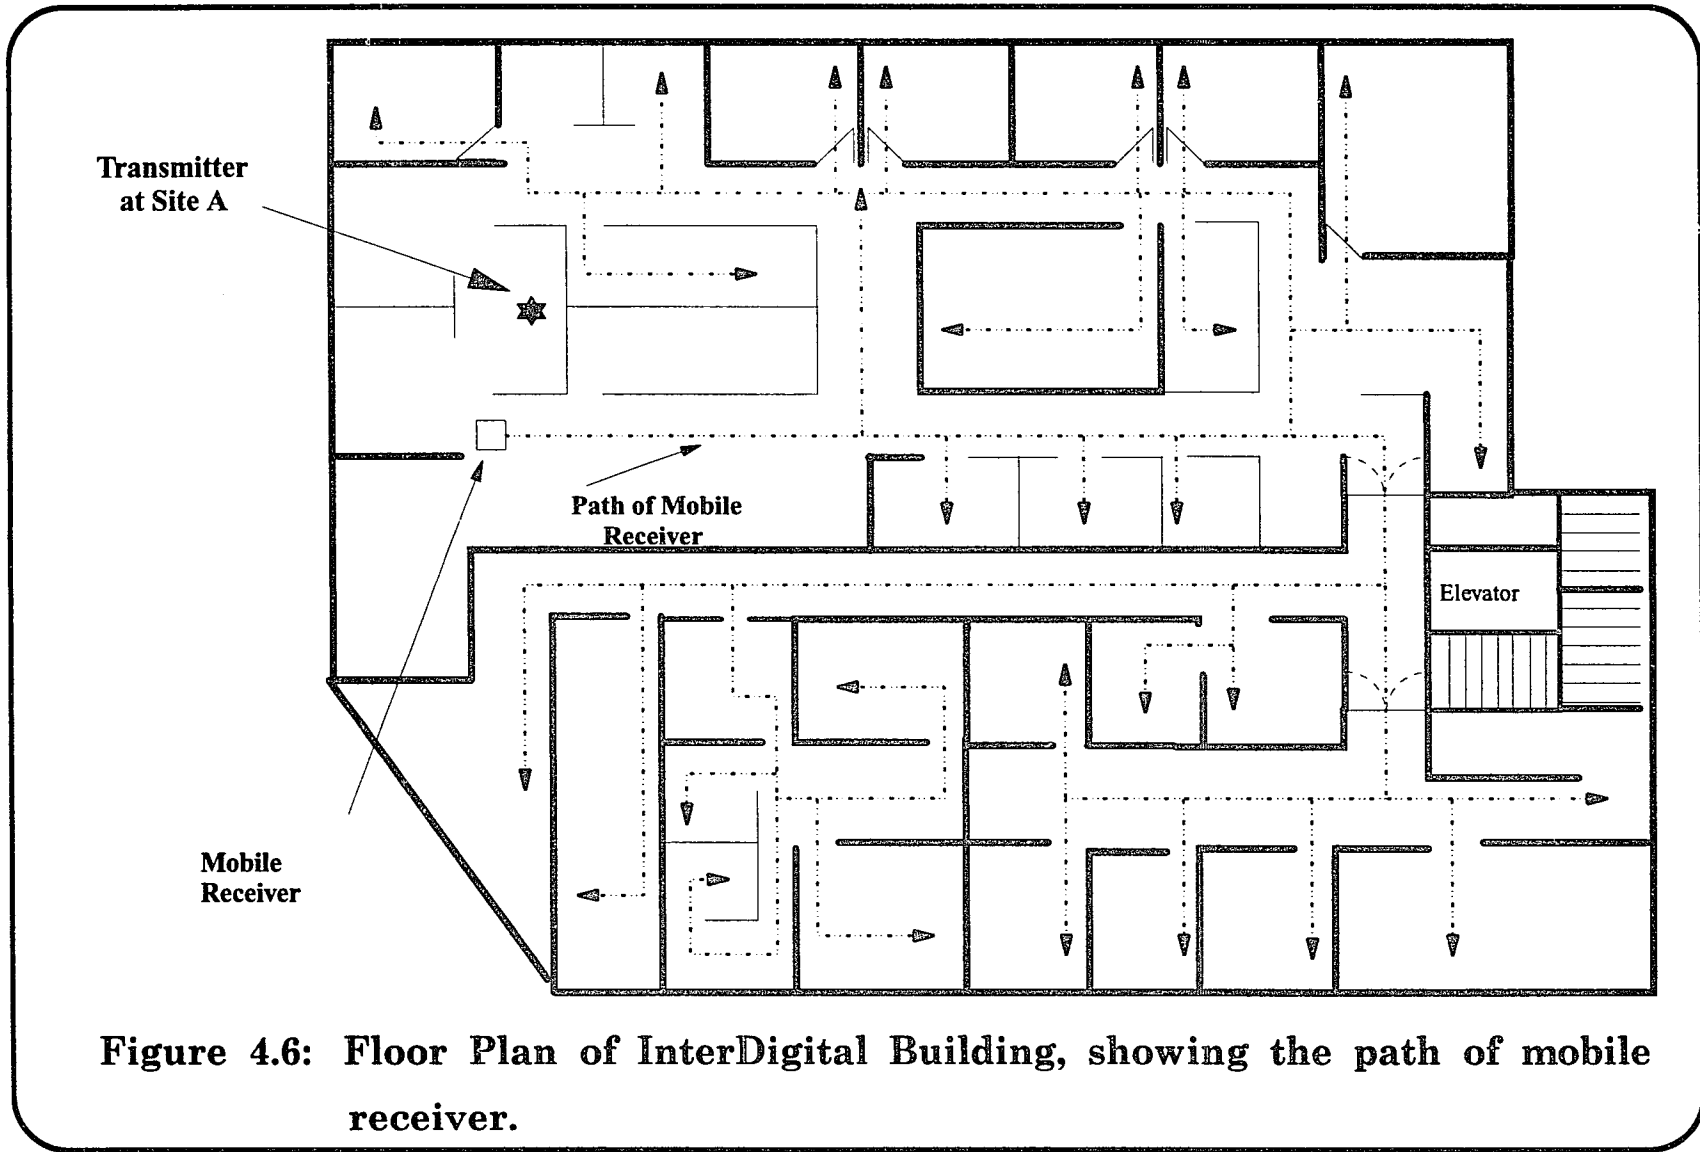 Transmitter
at Site A
Path of Mobile
Receiver
Elevator
Mobile
Receiver
Figure 4.6: Floor Plan of InterDigital Building, showing the path of mobile
receiver.